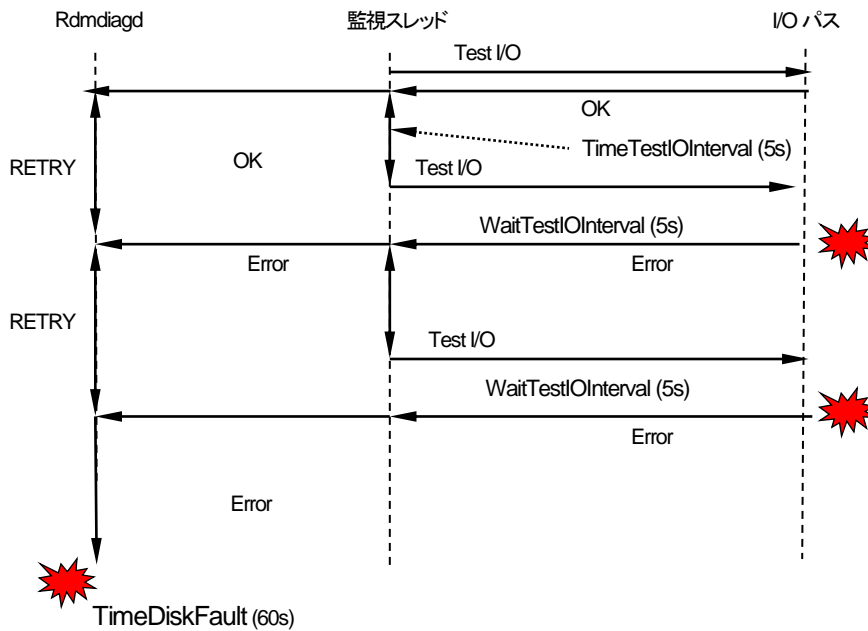 Rdmdiagd
監視スレッド
I/O パス
Test I/O
OK
TimeTestIOInterval (5s)
RETRY
OK
Test I/O
WaitTestIOInterval (5s)
Error
Error
RETRY
Test I/O
WaitTestIOInterval (5s)
Error
Error
TimeDiskFault (60s)